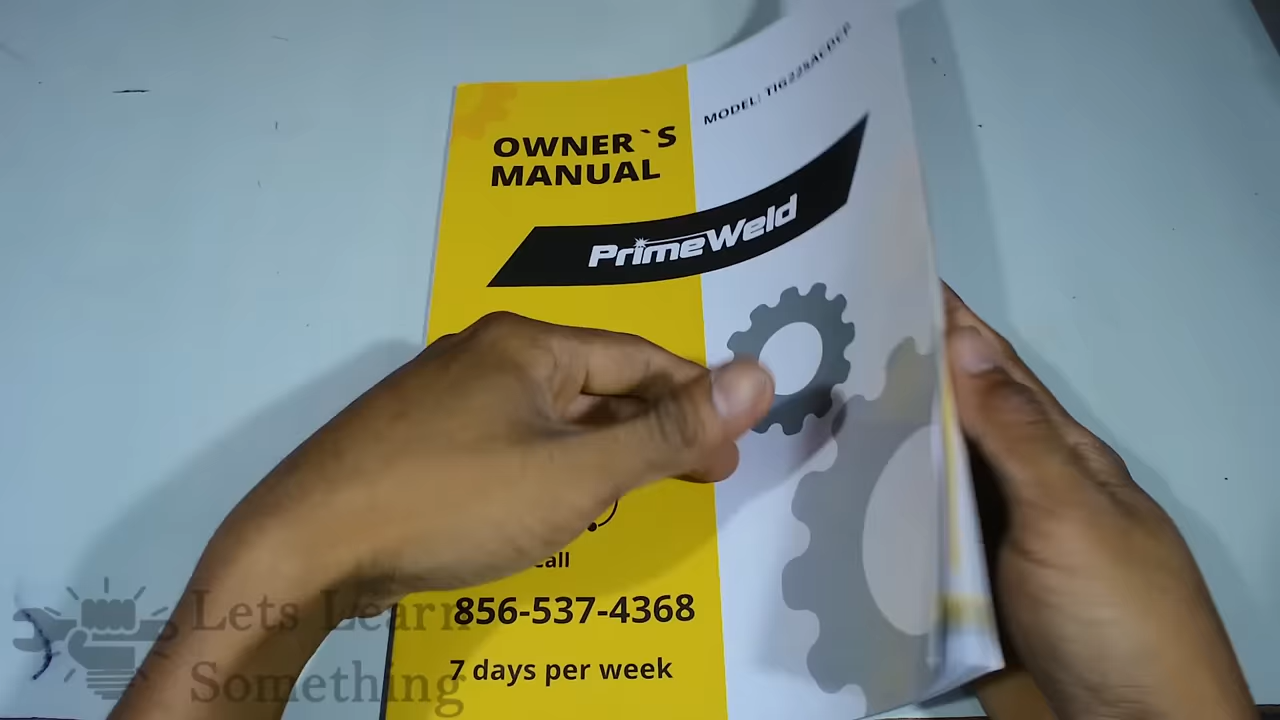 OWNER`S
MANUAL
MODEL: TIG225ACDCP
PrimeWeld
call
856-537-4368
7 days per week
Lets Learn
Something